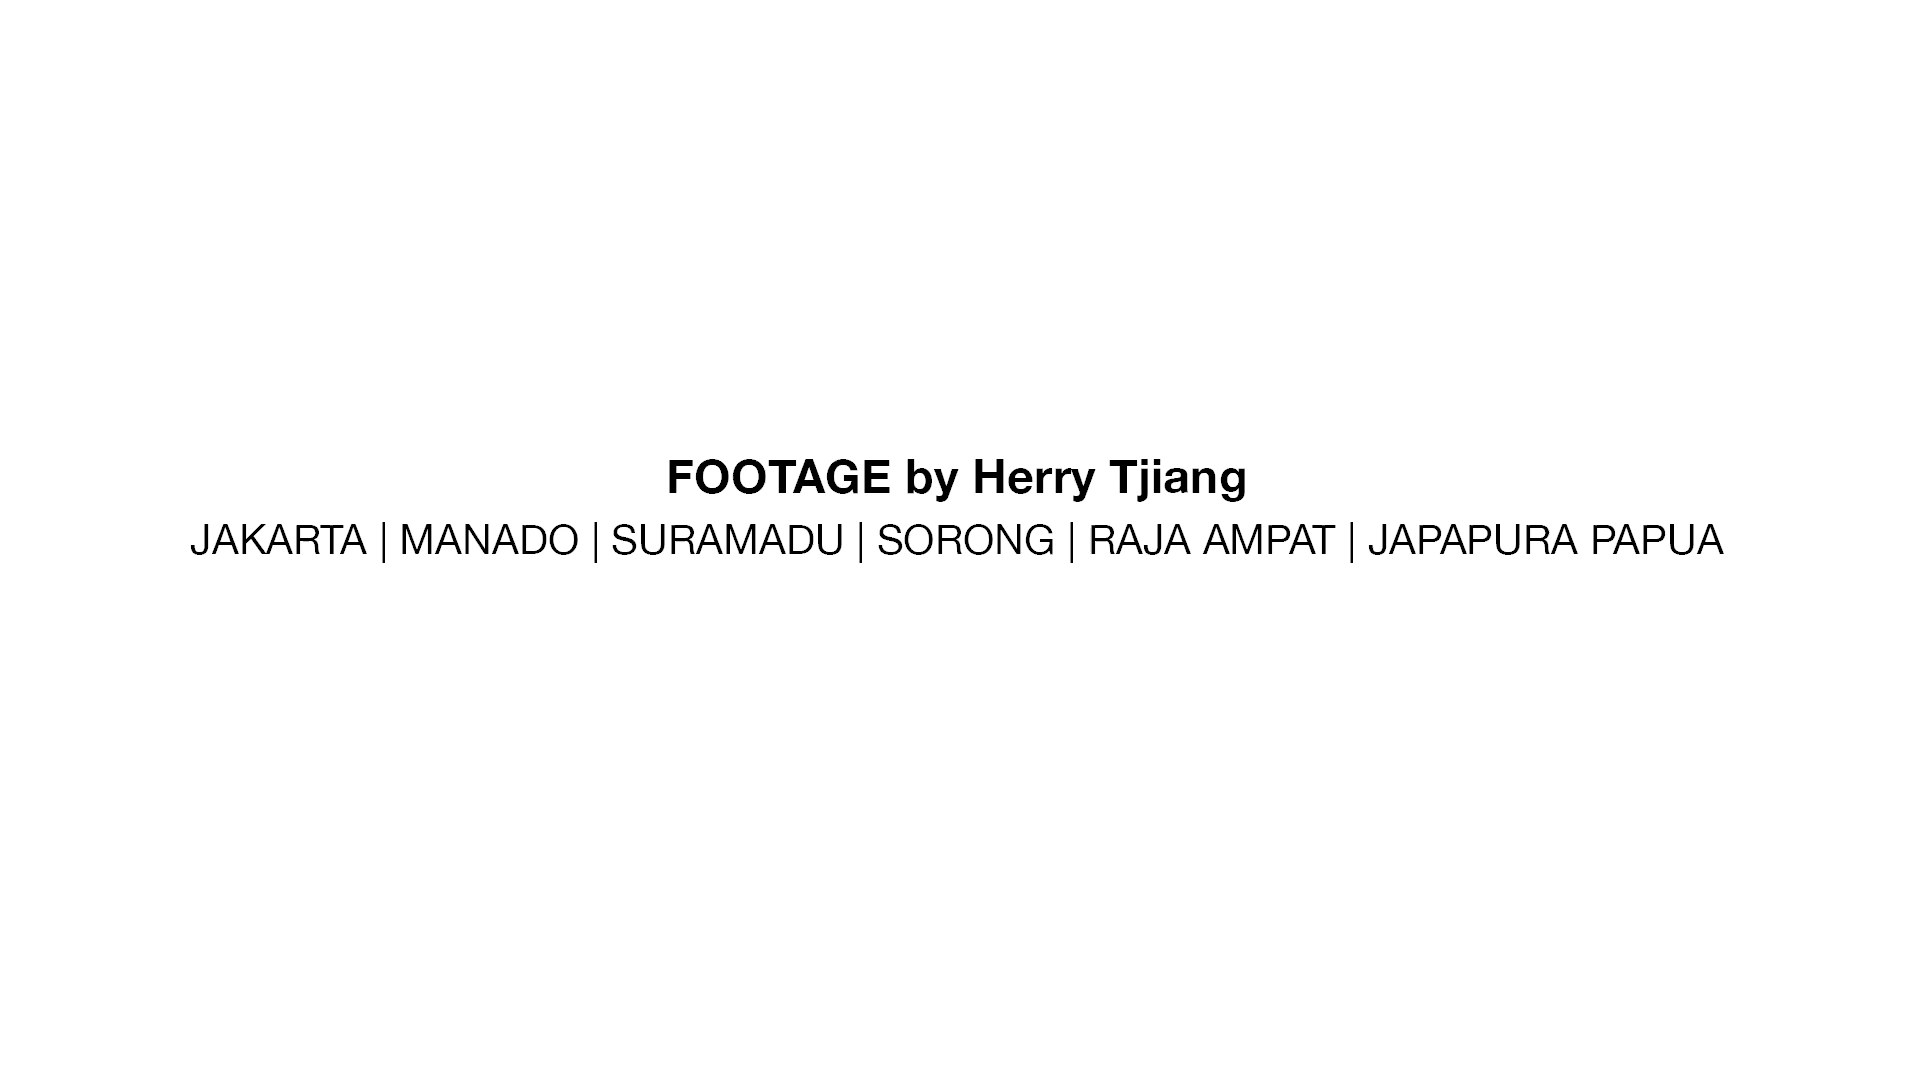 FOOTAGE by Herry Tjiang
JAKARTA | MANADO | SURAMADU | SORONG | RAJA AMPAT | JAPAPURA PAPUA